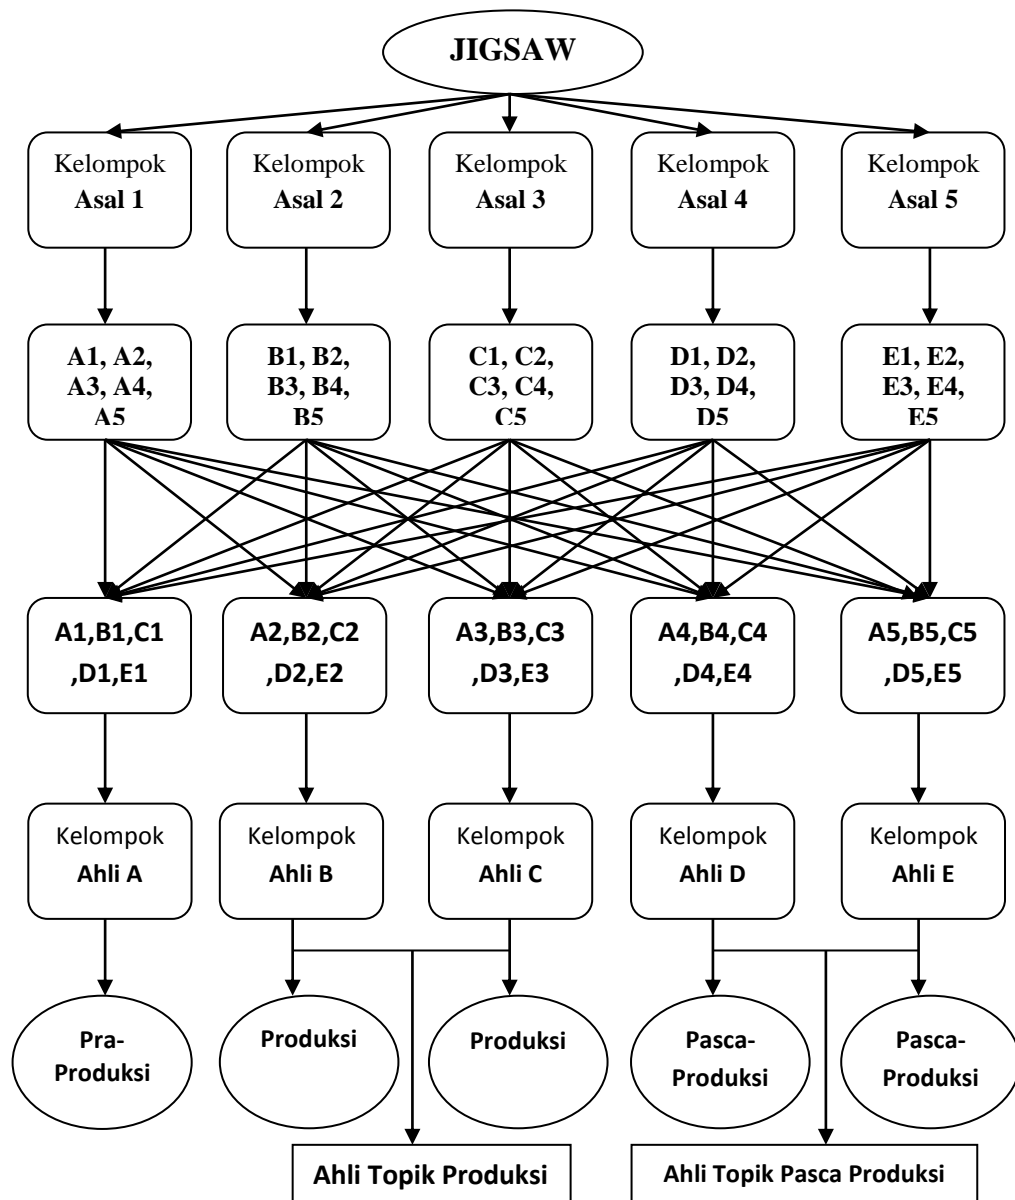 JIGSAW
Kelompok
Asal 1
Kelompok
Asal 2
Kelompok
Asal 3
Kelompok
Asal 4
Kelompok
Asal 5
A1, A2,
A3, A4,
A5
B1, B2,
B3, B4,
B5
C1, C2,
C3, C4,
C5
D1, D2,
D3, D4,
D5
E1, E2,
E3, E4,
E5
A1,B1,C1
,D1,E1
A2,B2,C2
,D2,E2
A3,B3,C3
,D3,E3
A4,B4,C4
,D4,E4
A5,B5,C5
,D5,E5
Kelompok
Ahli A
Kelompok
Ahli B
Kelompok
Ahli C
Kelompok
Ahli D
Kelompok
Ahli E
Pra-
Produksi
Produksi
Produksi
Pasca-
Produksi
Pasca-
Produksi
Ahli Topik Produksi
Ahli Topik Pasca Produksi